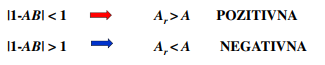 |1-AB| < 1 Ar > A POZITIVNA
|1-AB| > 1 Ar < A NEGATIVNA